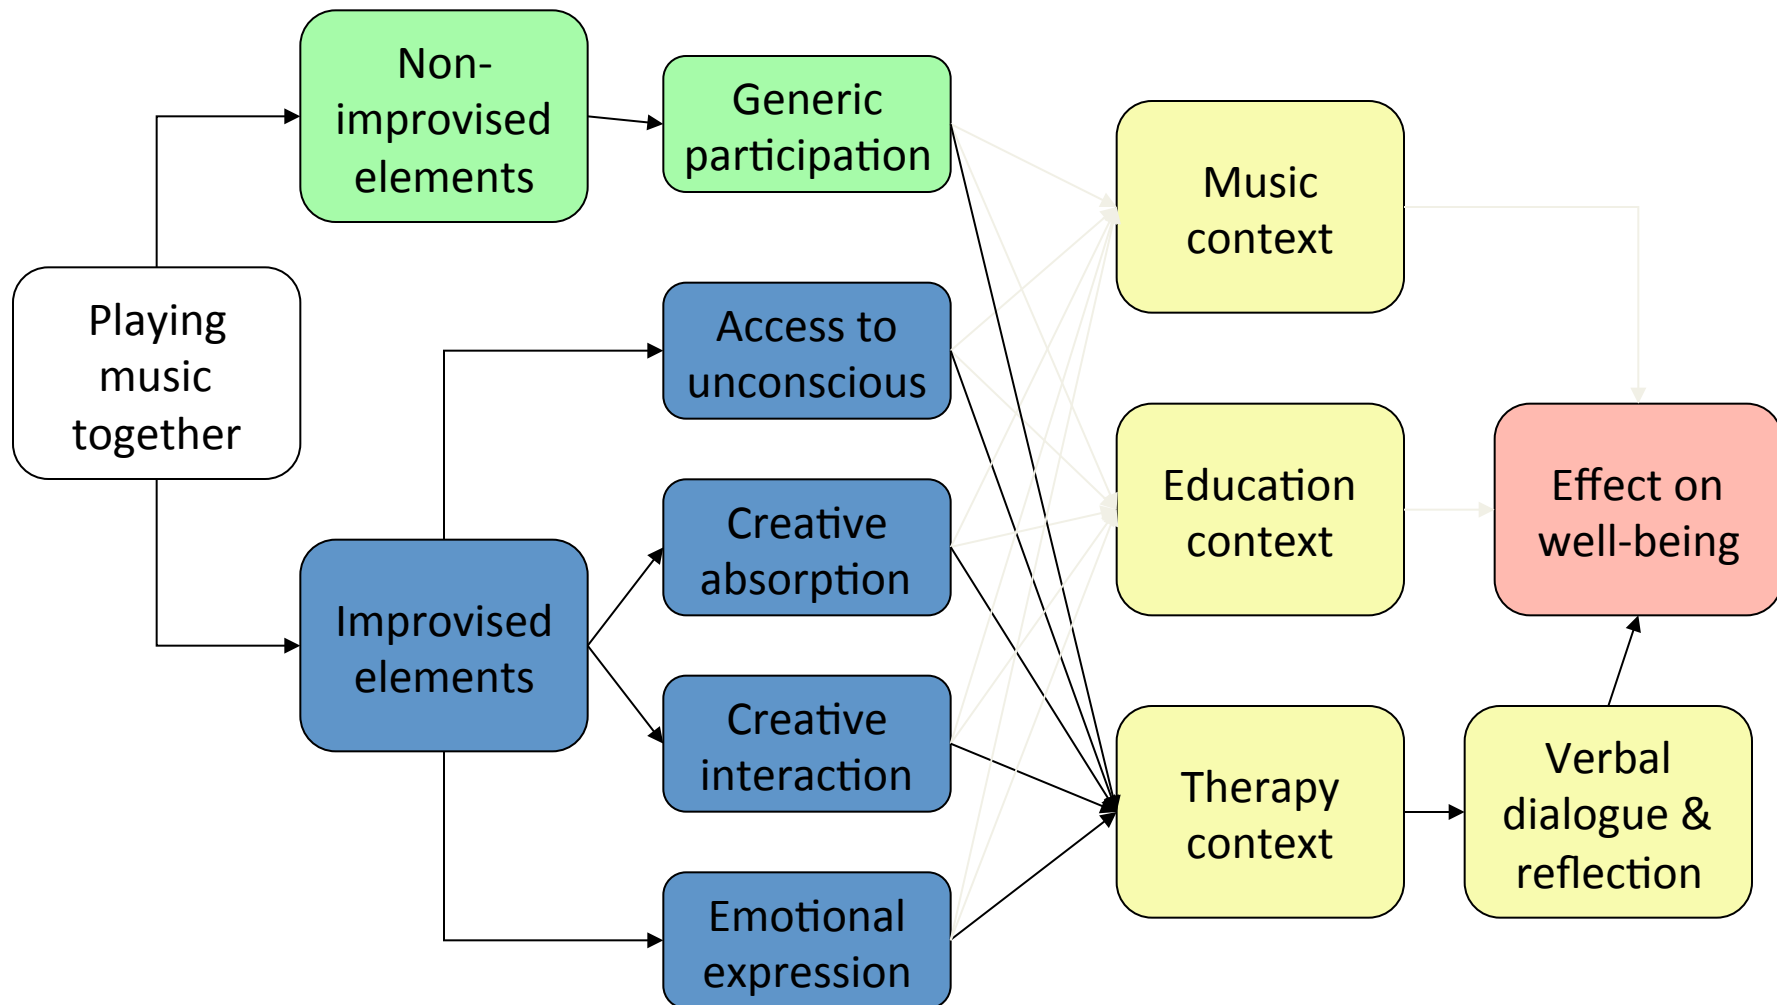 Non-
improvised
elements
Generic
participation
Music
context
Playing
music
together
Access to
unconscious
Education
context
Effect on
well-being
Creative
absorption
Improvised
elements
Creative
interaction
Therapy
context
Verbal
dialogue &
reflection
Emotional
expression